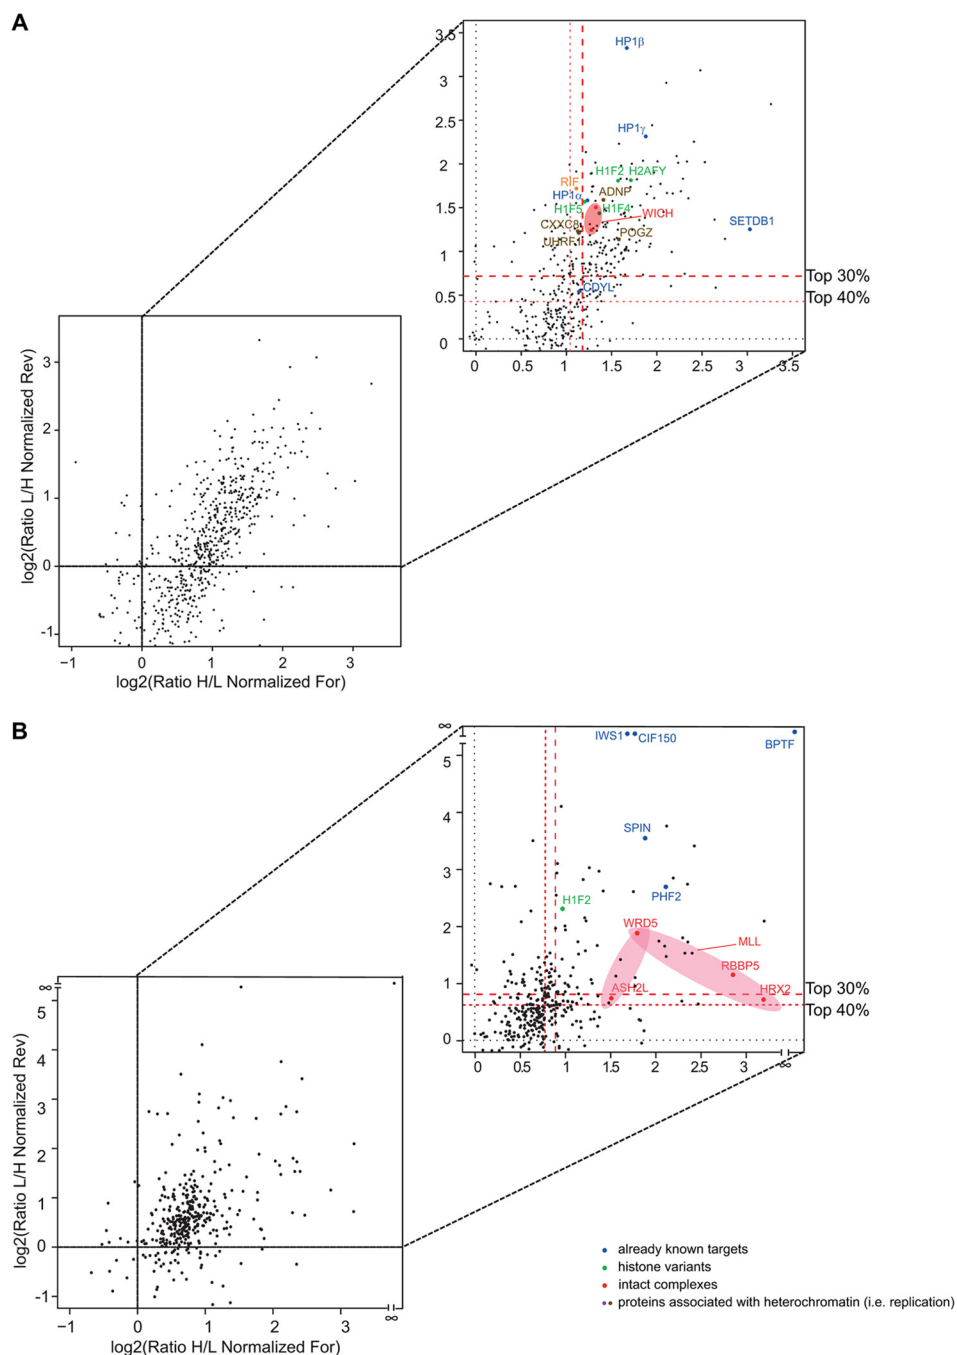 A
3.5
3
2.5
2
1.5
1
0.5
0
0
0.5
1
1.5
2
2.5
3
3.5
HP1β
HP1γ
H1F2 H2AFY
RIF
ADNP
HP1α
H1F5
H1F4
WICH
CXXC8
UHRF
POGZ
SETDB1
CDYL
Top 30%
Top 40%
log2(Ratio L/H Normalized Rev)
3
2
1
0
-1
−1
0
1
2
3
log2(Ratio H/L Normalized For)
B
∞
5
4
3
2
1
0
0
0.5
1
1.5
2
2.5
3
∞
IWS1
CIF150
BPTF
SPIN
PHF2
H1F2
WRD5
MLL
RBBP5
ASH2L
HRX2
Top 30%
Top 40%
log2(Ratio L/H Normalized Rev)
∞
5
4
3
2
1
0
-1
−1
0
1
2
3
∞
log2(Ratio H/L Normalized For)
already known targets
histone variants
intact complexes
proteins associated with heterochromatin (i.e. replication)